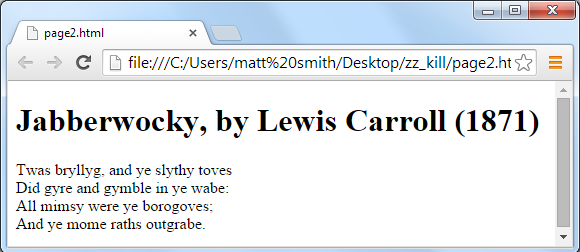 page2.html
file:///C:/Users/matt%20smith/Desktop/zz_kill/page2.ht
Jabberwocky, by Lewis Carroll (1871)
Twas bryllyg, and ye slythy toves
Did gyre and gymble in ye wabe:
All mimsy were ye borogoves;
And ye mome raths outgrabe.